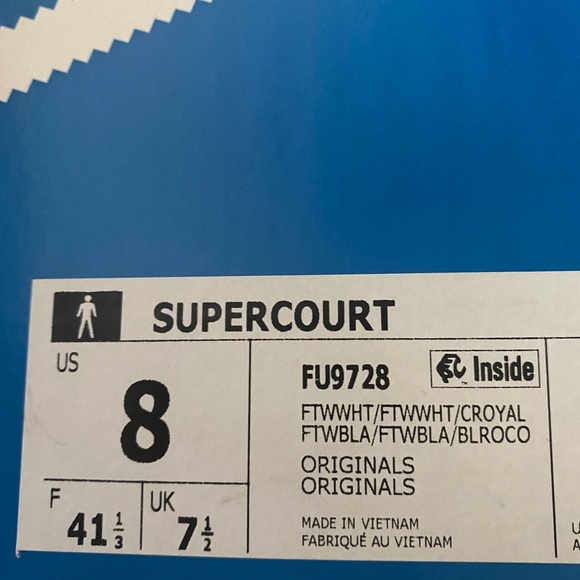 SUPERCOURT
US
8
F
41 1/3
UK
7 1/2
FU9728
Inside
FTWWHT/FTWWHT/CROYAL
FTWBLA/FTWBLA/BLROCO
ORIGINALS
ORIGINALS
MADE IN VIETNAM
FABRIQUÉ AU VIETNAM